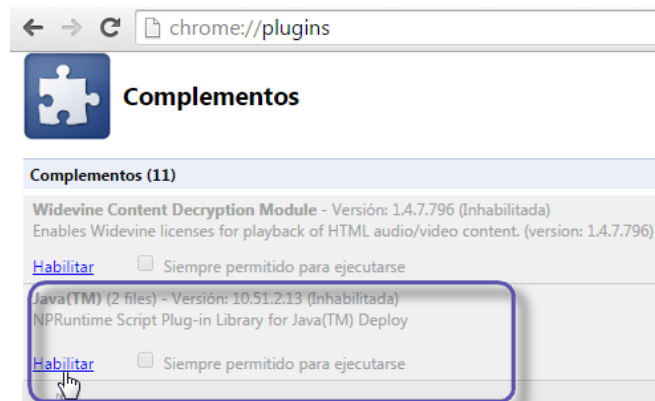 chrome://plugins
Complementos
Complementos (11)
Widevine Content Decryption Module - Versión: 1.4.7.796 (Inhabilitada)
Enables Widevine licenses for playback of HTML audio/video content. (version: 1.4.7.796)
Habilitar Siempre permitido para ejecutarse
Java(TM) (2 files) - Versión: 10.51.2.13 (Inhabilitada)
NPRuntime Script Plug-in Library for Java(TM) Deploy
Habilitar Siempre permitido para ejecutarse